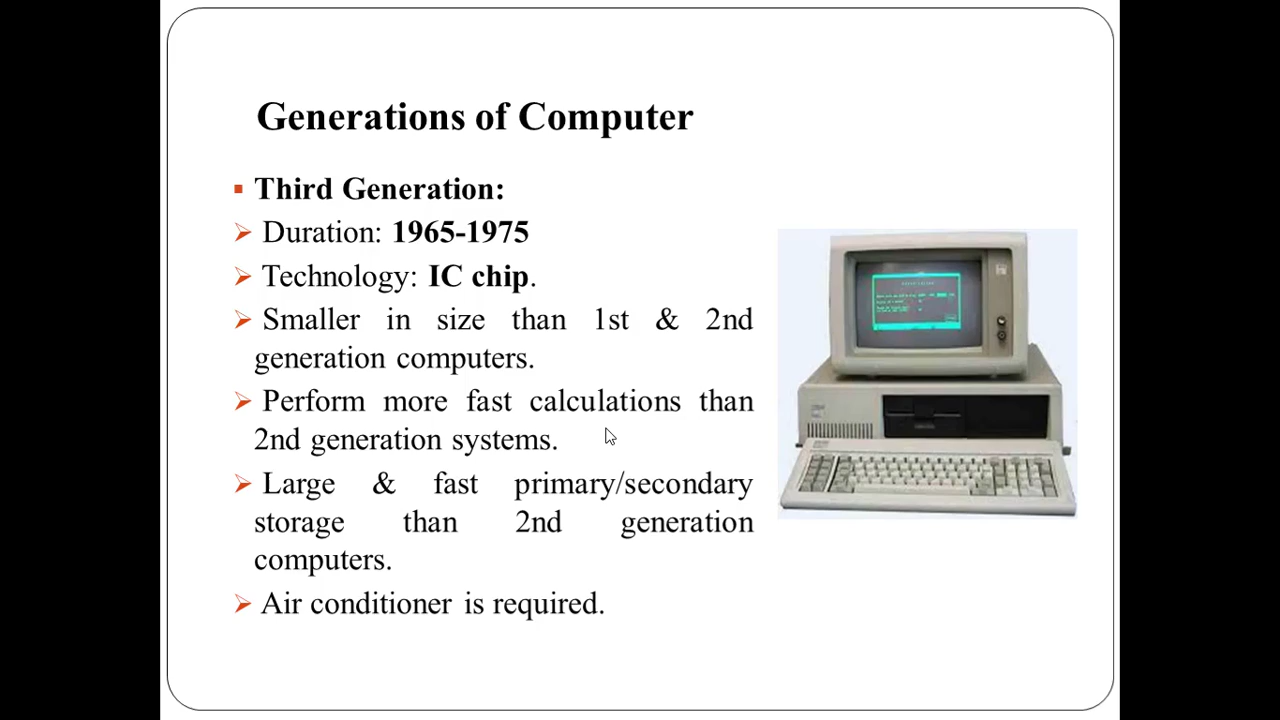 Generations of Computer
Third Generation:
Duration: 1965-1975
Technology: IC chip.
Smaller in size than 1st & 2nd
generation computers.
Perform more fast calculations than
2nd generation systems.
Large & fast primary/secondary
storage than 2nd generation
computers.
Air conditioner is required.